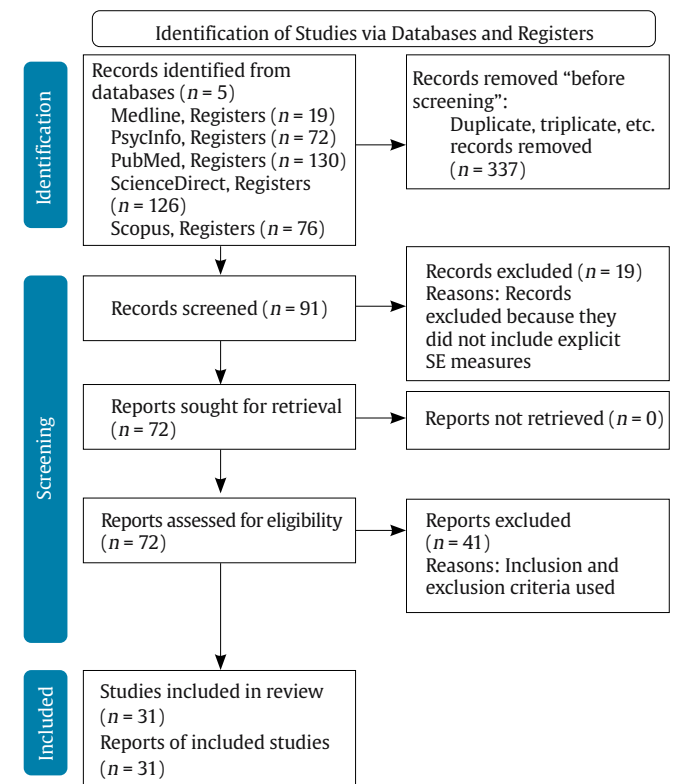 Identification of Studies via Databases and Registers
Identification
Records identified from
databases (n = 5)
Medline, Registers (n = 19)
PsycInfo, Registers (n = 72)
PubMed, Registers (n = 130)
ScienceDirect, Registers
(n = 126)
Scopus, Registers (n = 76)
Records removed “before
screening”:
Duplicate, triplicate, etc.
records removed
(n = 337)
Screening
Records screened (n = 91)
Records excluded (n = 19)
Reasons: Records
excluded because they
did not include explicit
SE measures
Reports sought for retrieval
(n = 72)
Reports not retrieved (n = 0)
Reports assessed for eligibility
(n = 72)
Reports excluded
(n = 41)
Reasons: Inclusion and
exclusion criteria used
Included
Studies included in review
(n = 31)
Reports of included studies
(n = 31)